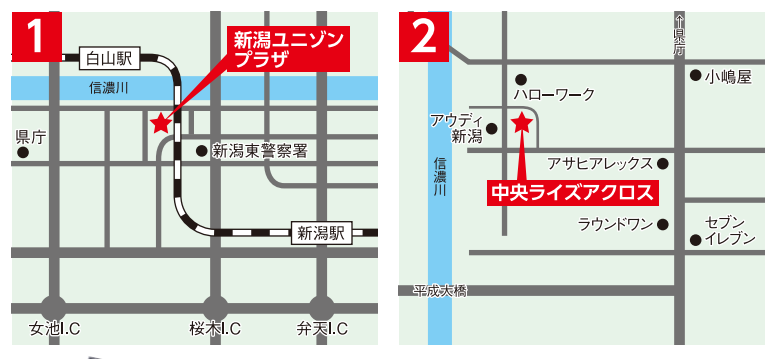 1
新潟ユニゾン
プラザ
白山駅
信濃川
県庁
新潟東警察署
新潟駅
女池I.C
桜木I.C
弁天I.C
2
↑県庁
小嶋屋
ハローワーク
アウディ
新潟
信濃川
アサヒアレックス
中央ライズアクロス
ラウンドワン
セブン
イレブン
平成大橋